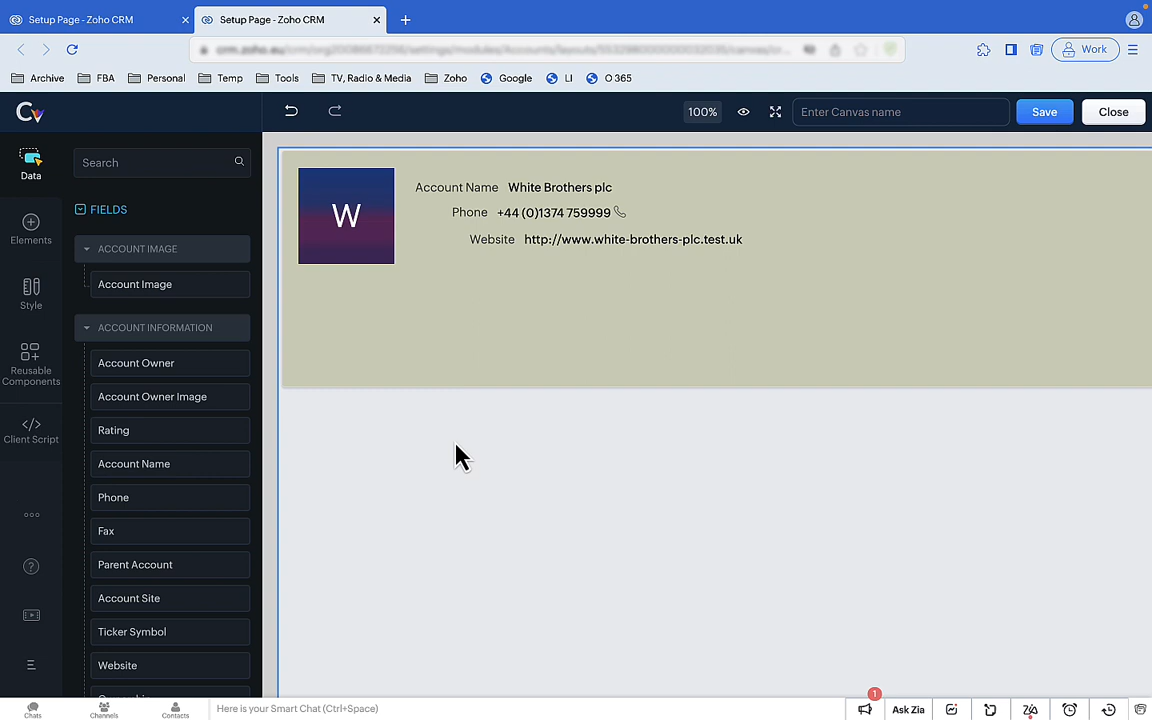 Setup Page - Zoho CRM
Setup Page - Zoho CRM
Work
Archive
FBA
Personal
Temp
Tools
TV, Radio & Media
Zoho
Google
LI
O 365
100%
Enter Canvas name
Save
Close
Data
Elements
Style
Reusable
Components
Client Script
Search
FIELDS
ACCOUNT IMAGE
Account Image
ACCOUNT INFORMATION
Account Owner
Account Owner Image
Rating
Account Name
Phone
Fax
Parent Account
Account Site
Ticker Symbol
Website
W
Account Name White Brothers plc
Phone +44 (0)1374 759999
Website http://www.white-brothers-plc.test.uk
Chats
Channels
Contacts
Here is your Smart Chat (Ctrl+Space)
1
Ask Zia